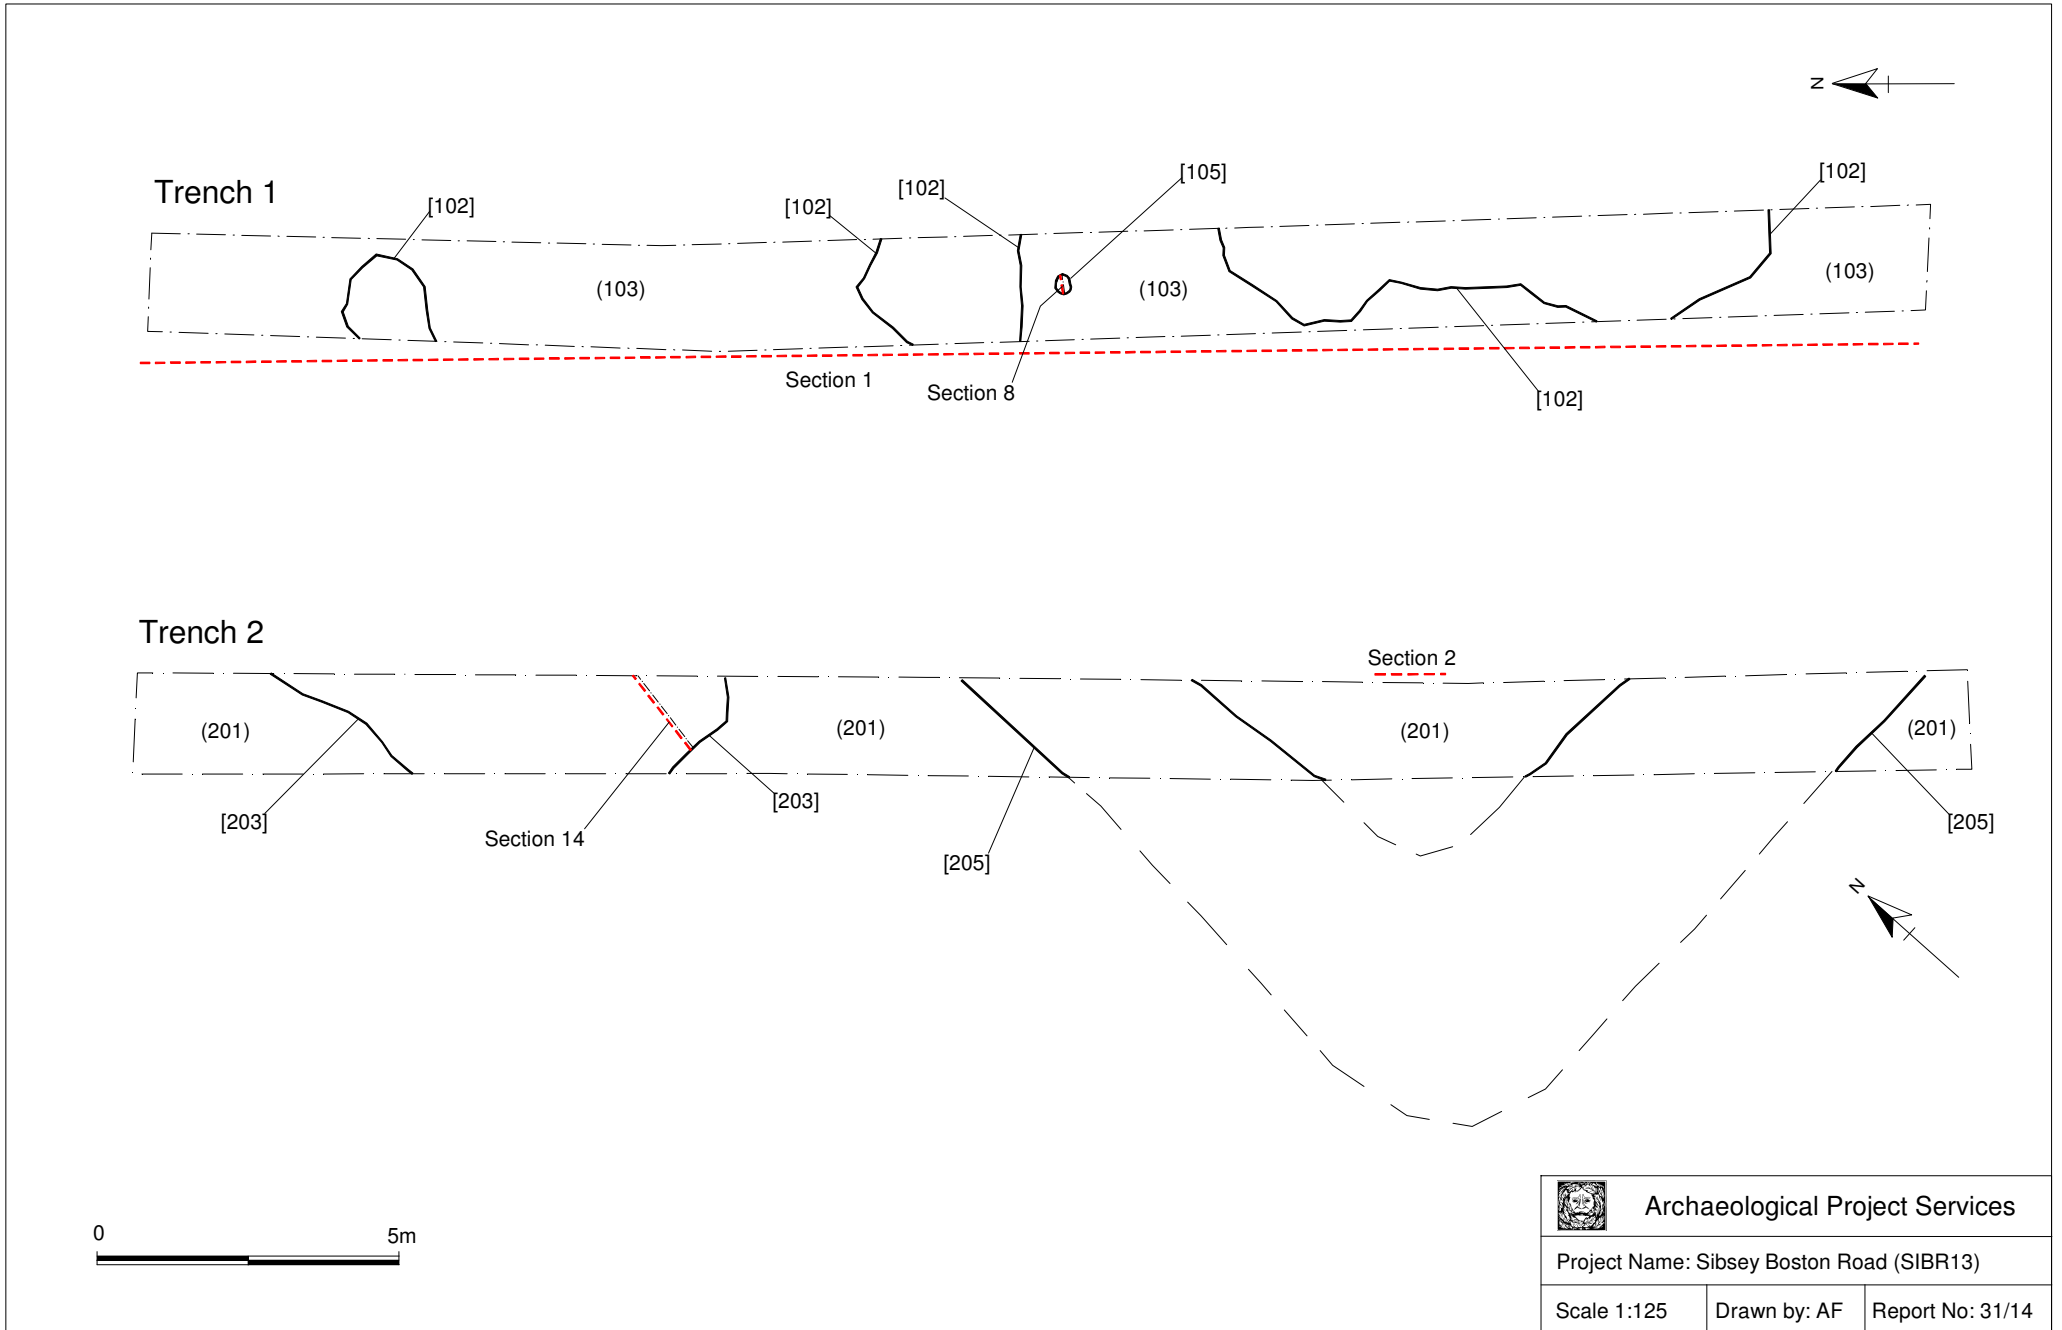 N
Trench 1
[102]
[102]
[102]
[105]
[102]
(103)
(103)
(103)
Section 1
Section 8
[102]
Trench 2
Section 2
(201)
(201)
(201)
(201)
[203]
Section 14
[203]
[205]
[205]
N
0 5m
Archaeological Project Services
Project Name: Sibsey Boston Road (SIBR13)
Scale 1:125 Drawn by: AF Report No: 31/14